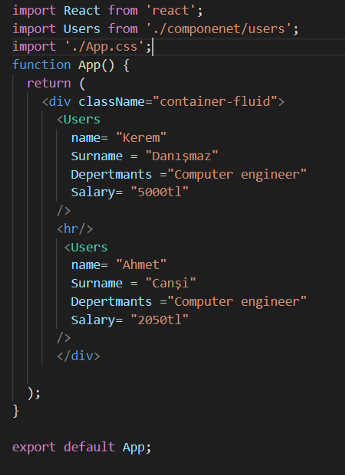 import React from 'react';
import Users from './componenet/users';
import './App.css';
function App() {
  return (
    <div className="container-fluid">
      <Users
        name= "Kerem"
        Surname = "Danışmaz"
        Depertmants ="Computer engineer"
        Salary= "5000tl"
      />
      <hr/>
       <Users
        name= "Ahmet"
        Surname = "Canşi"
        Depertmants ="Computer engineer"
        Salary= "2050tl"
      />
      </div>
  );
}
export default App;